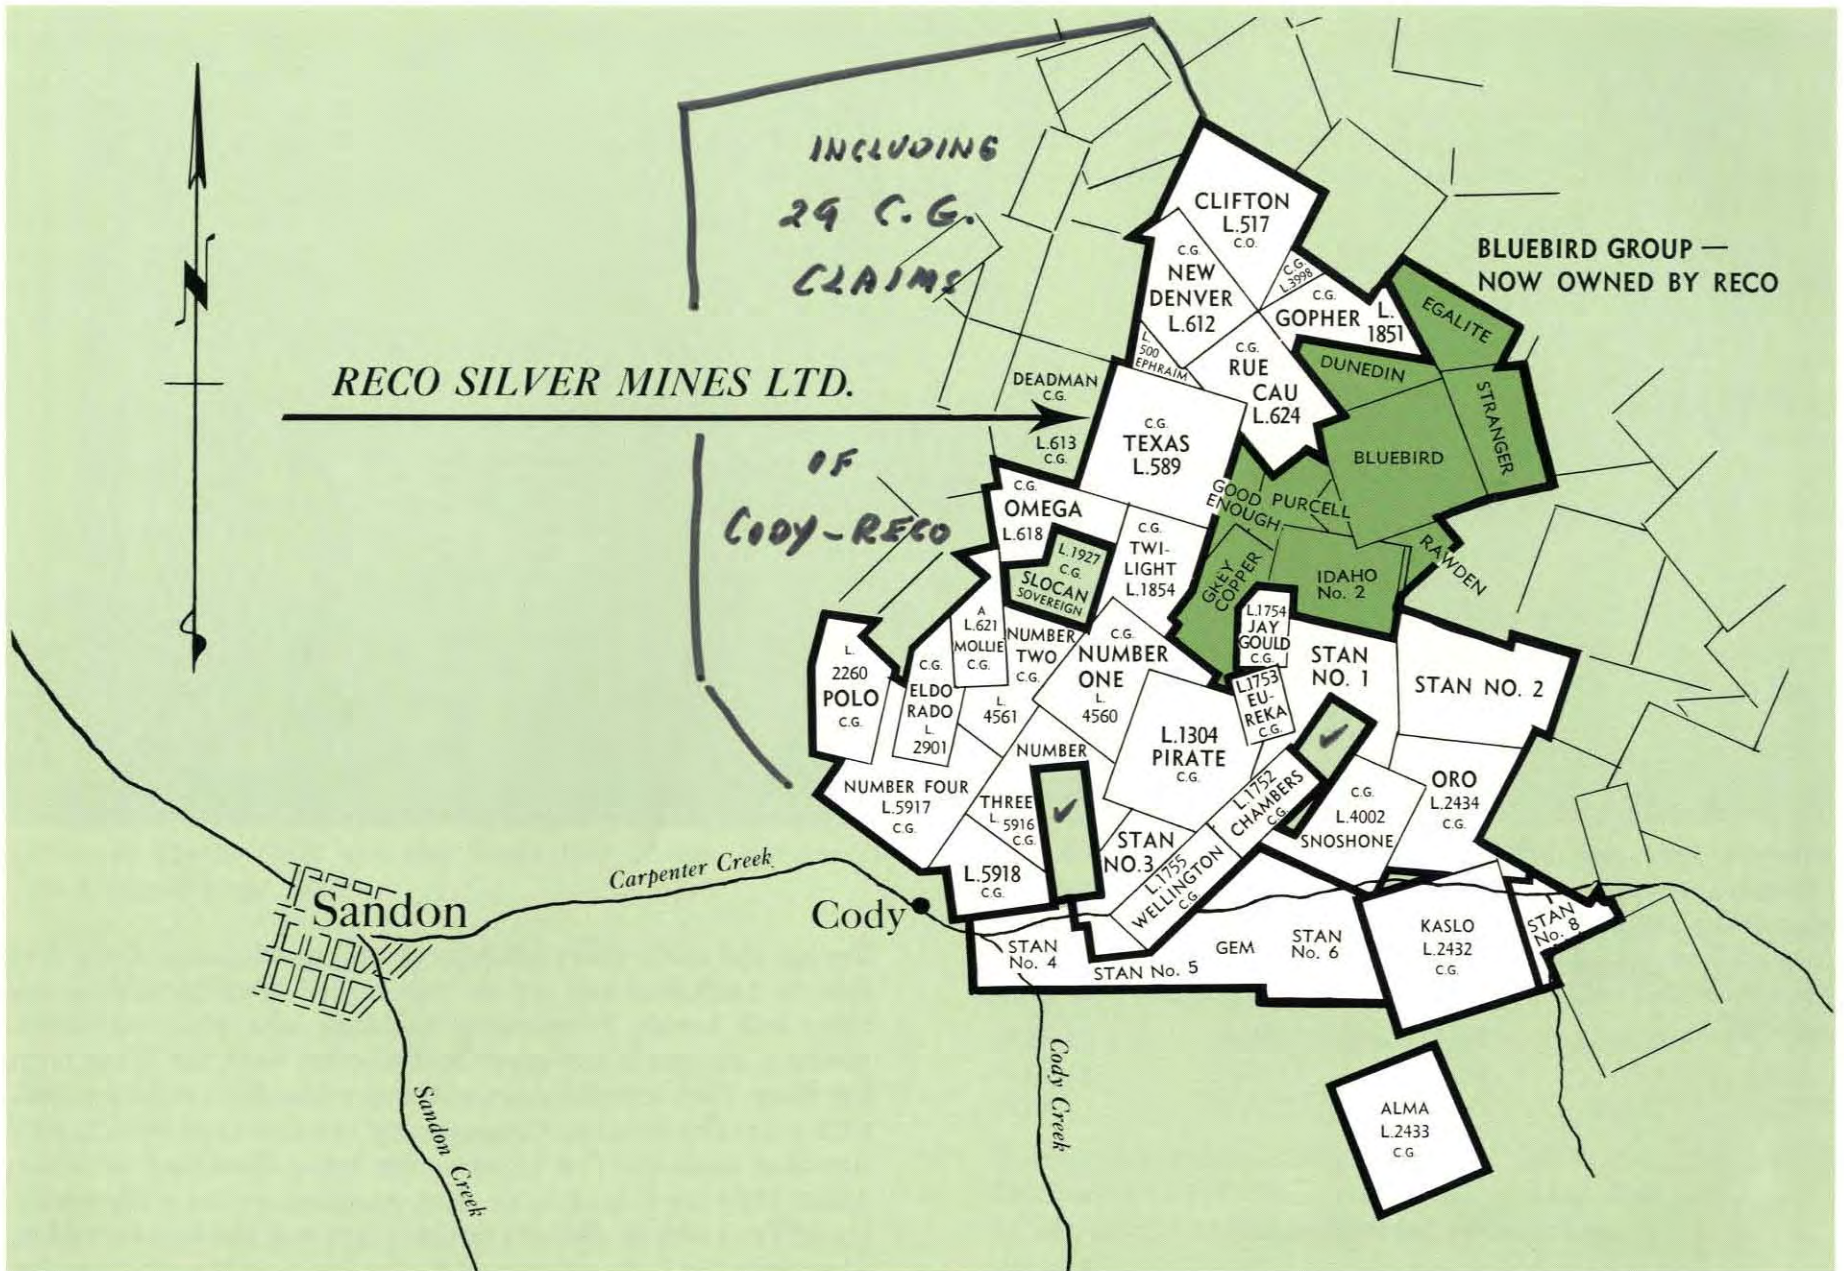 INCLUDING
29 C.G.
CLAIMS
RECO SILVER MINES LTD.
OF
CODY-RECO
BLUEBIRD GROUP —
NOW OWNED BY RECO
CLIFTON
L.517
C.O.
C.G.
NEW
DENVER
L.612
C.G.
L.3998
C.G.
GOPHER
L.
1851
EGALITE
L.
500
EPHRAIM
C.G.
RUE
CAU
L.624
DUNEDIN
STRANGER
BLUEBIRD
DEADMAN
C.G.
L.613
C.G.
C.G.
TEXAS
L.589
GOOD
ENOUGH
PURCELL
RAWDEN
C.G.
OMEGA
L.618
C.G.
TWI-
LIGHT
L.1854
L.1927
C.G.
SLOCAN
SOVEREIGN
GKEY
COPPER
IDAHO
No. 2
L.1754
JAY
GOULD
C.G.
A
L.621
MOLLIE
C.G.
NUMBER
TWO
C.G.
L.
4561
C.G.
NUMBER
ONE
L.
4560
L.
2260
POLO
C.G.
C.G.
ELDO
RADO
L.
2901
L.1753
EU-
REKA
C.G.
STAN
NO. 1
STAN NO. 2
L.1304
PIRATE
C.G.
NUMBER
THREE
L.
5916
C.G.
NUMBER FOUR
L.5917
C.G.
L.1752
CHAMBERS
C.G.
C.G.
L.4002
SNOSHONE
ORO
L.2434
C.G.
STAN
NO.3
L.1755
WELLINGTON
C.G.
L.5918
C.G.
Carpenter Creek
Sandon
Cody
STAN
No. 4
STAN No. 5
GEM
STAN
No. 6
KASLO
L.2432
C.G.
STAN
No. 8
Cody Creek
Sandon Creek
ALMA
L.2433
C.G.
N